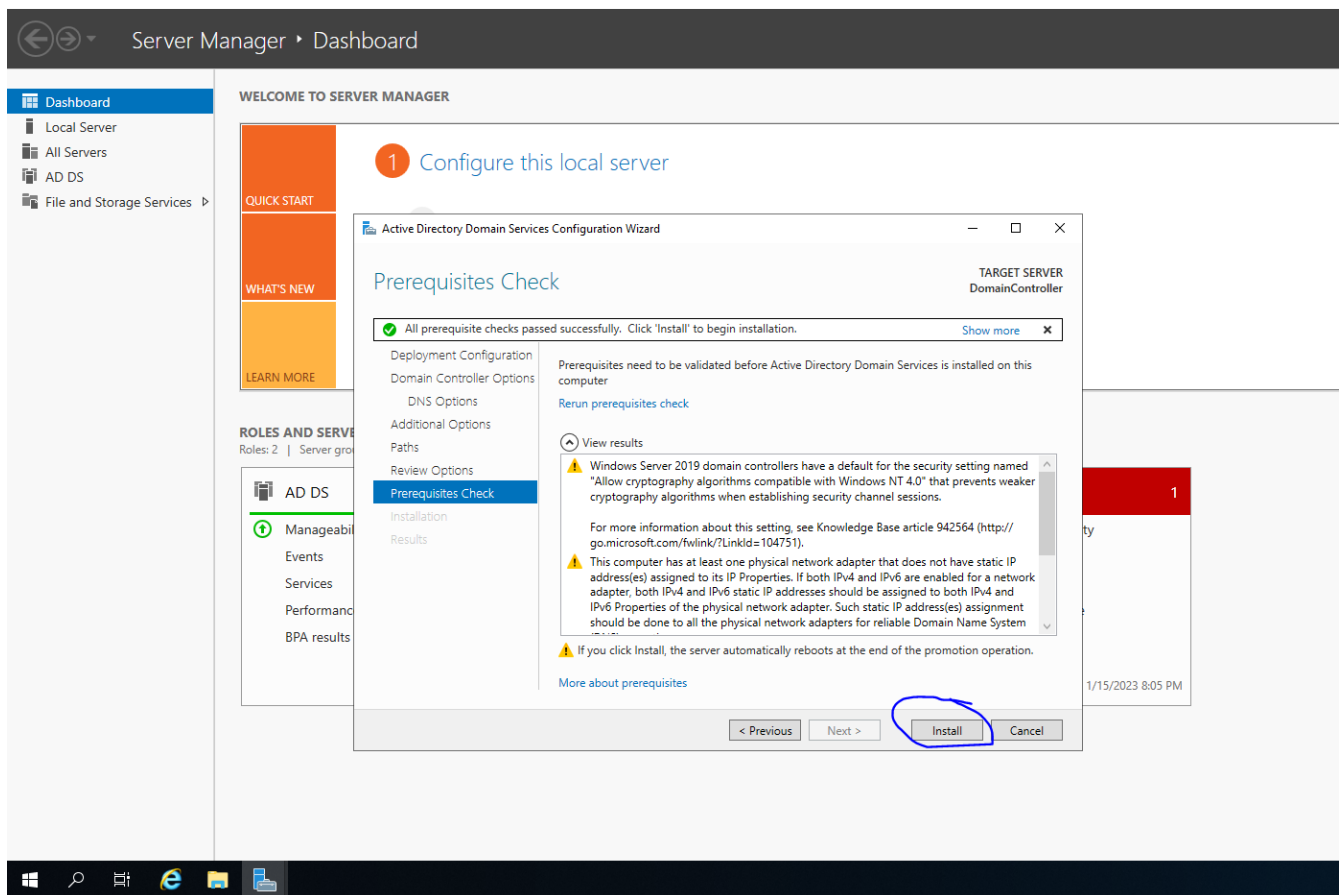 Server Manager ‣ Dashboard
Dashboard
Local Server
All Servers
AD DS
File and Storage Services
WELCOME TO SERVER MANAGER
QUICK START
WHAT'S NEW
LEARN MORE
1 Configure this local server
ROLES AND SERVE
Roles: 2 | Server gro
AD DS
Manageabil
Events
Services
Performanc
BPA results
Active Directory Domain Services Configuration Wizard
Prerequisites Check
TARGET SERVER
DomainController
All prerequisite checks passed successfully. Click 'Install' to begin installation.
Show more
Deployment Configuration
Domain Controller Options
DNS Options
Additional Options
Paths
Review Options
Prerequisites Check
Installation
Results
Prerequisites need to be validated before Active Directory Domain Services is installed on this
computer
Rerun prerequisites check
View results
Windows Server 2019 domain controllers have a default for the security setting named
"Allow cryptography algorithms compatible with Windows NT 4.0" that prevents weaker
cryptography algorithms when establishing security channel sessions.
For more information about this setting, see Knowledge Base article 942564 (http://
go.microsoft.com/fwlink/?LinkId=104751).
This computer has at least one physical network adapter that does not have static IP
address(es) assigned to its IP Properties. If both IPv4 and IPv6 are enabled for a network
adapter, both IPv4 and IPv6 static IP addresses should be assigned to both IPv4 and
IPv6 Properties of the physical network adapter. Such static IP address(es) assignment
should be done to all the physical network adapters for reliable Domain Name System
If you click Install, the server automatically reboots at the end of the promotion operation.
More about prerequisites
< Previous
Next >
Install
Cancel
1
ty
1/15/2023 8:05 PM